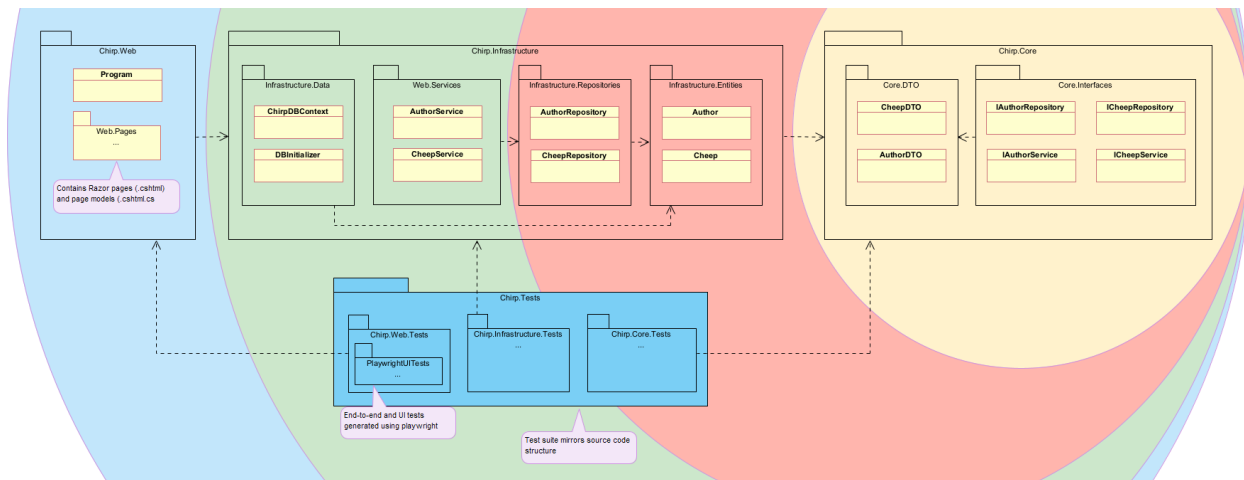 Chirp.Web
Program
Web.Pages
...
Contains Razor pages (.cshtml)
and page models (.cshtml.cs
Chirp.Infrastructure
Infrastructure.Data
ChirpDBContext
DBInitializer
Web.Services
AuthorService
CheepService
Infrastructure.Repositories
AuthorRepository
CheepRepository
Infrastructure.Entities
Author
Cheep
Chirp.Core
Core.DTO
CheepDTO
AuthorDTO
Core.Interfaces
IAuthorRepository
ICheepRepository
IAuthorService
ICheepService
Chirp.Tests
Chirp.Web.Tests
PlaywrightUITests
...
Chirp.Infrastructure.Tests
...
Chirp.Core.Tests
...
End-to-end and UI tests
generated using playwright
Test suite mirrors source code
structure